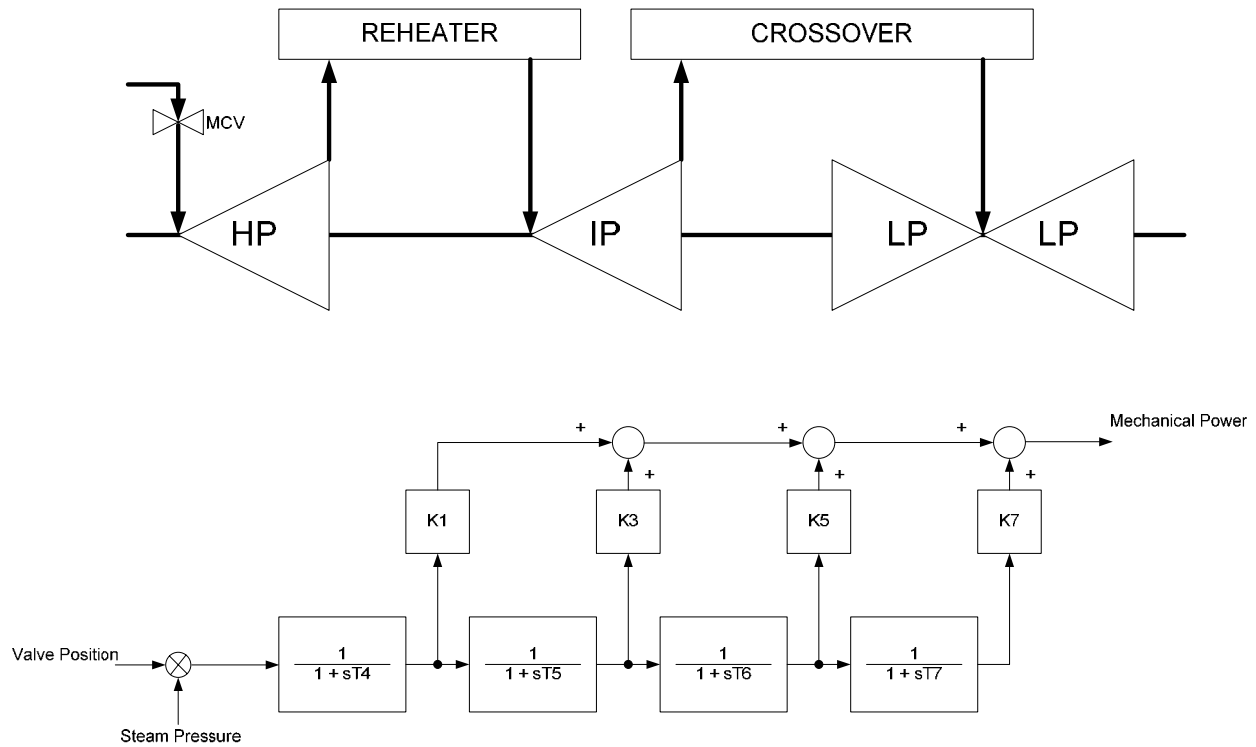 REHEATER
CROSSOVER
MCV
HP
IP
LP
LP
Mechanical Power
+
+
+
+
+
+
K1
K3
K5
K7
Valve Position
1
1 + sT4
1
1 + sT5
1
1 + sT6
1
1 + sT7
Steam Pressure